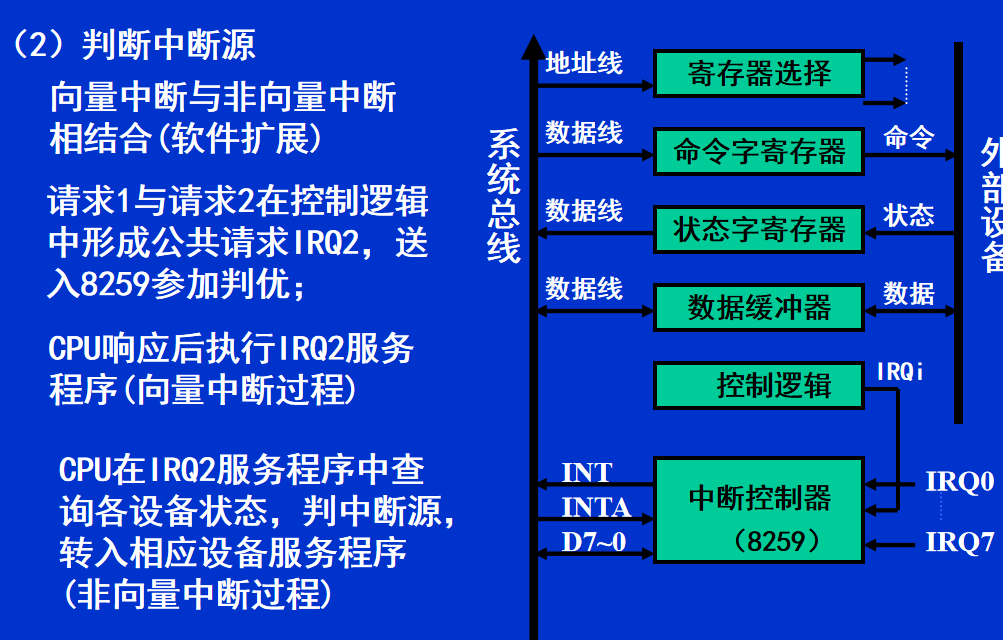 （2）判断中断源
向量中断与非向量中断
相结合(软件扩展)
请求1与请求2在控制逻辑
中形成公共请求IRQ2，送
入8259参加判优；
CPU响应后执行IRQ2服务
程序(向量中断过程)
CPU在IRQ2服务程序中查
询各设备状态，判中断源，
转入相应设备服务程序
(非向量中断过程)
系统总线
地址线
寄存器选择
数据线
命令字寄存器
命令
数据线
状态字寄存器
状态
数据线
数据缓冲器
数据
控制逻辑
IRQi
INT
INTA
D7~0
中断控制器
（8259）
IRQ0
IRQ7
外部设备